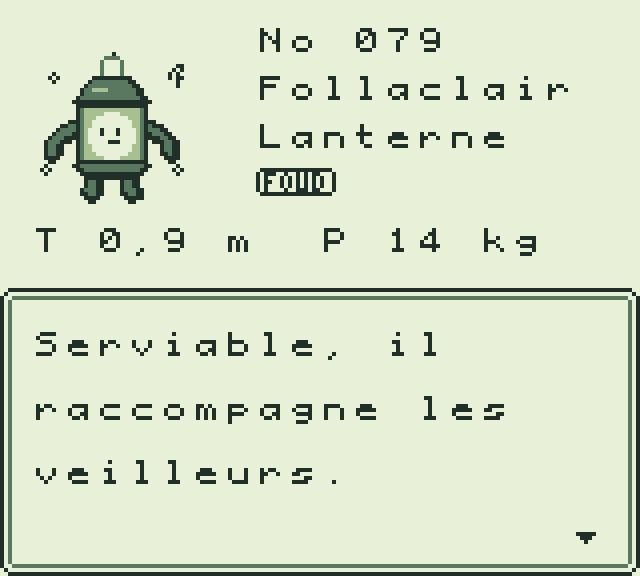 No 079
Follaclair
Lanterne
FOUD
T 0,9 m P 14 kg
Serviable, il
raccompagne les
veilleurs.